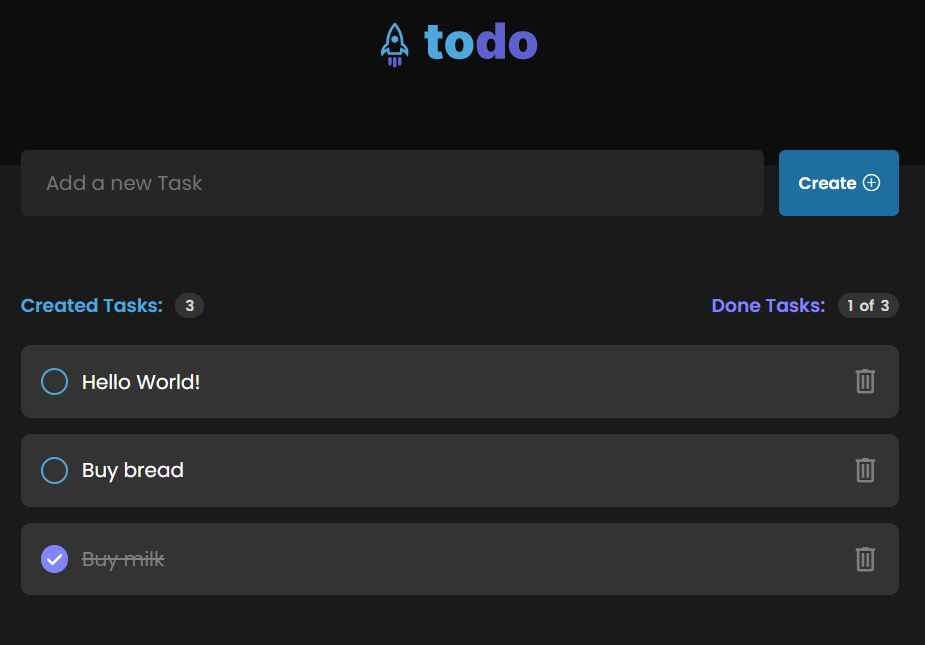 todo
Add a new Task
Create
Created Tasks: 3
Done Tasks: 1 of 3
Hello World!
Buy bread
Buy milk